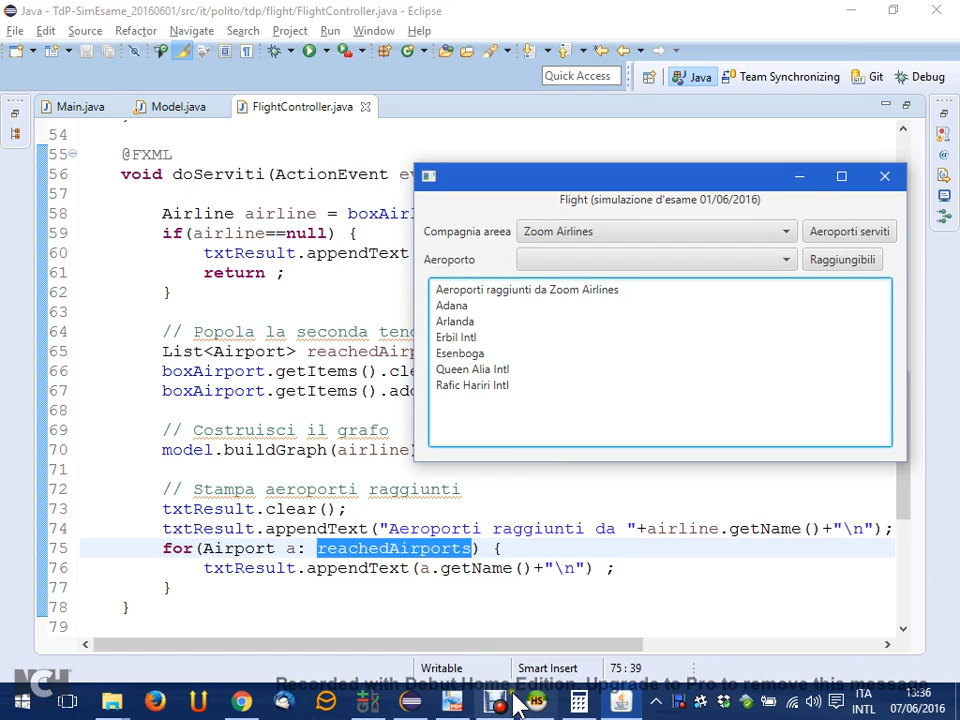 Java - TdP-SimEsame_20160601/src/it/polito/tdp/flight/FlightController.java - Eclipse
File Edit Source Refactor Navigate Search Project Run Window Help
Quick Access Java Team Synchronizing Git Debug
Main.java Model.java FlightController.java
54
55 @FXML
56 void doServiti(ActionEvent ev
57
58 Airline airline = boxAirl
59 if(airline==null) {
60 txtResult.appendText
61 return ;
62 }
63
64 // Popola la seconda tend
65 List<Airport> reachedAirp
66 boxAirport.getItems().cle
67 boxAirport.getItems().add
68
69 // Costruisci il grafo
70 model.buildGraph(airline)
71
72 // Stampa aeroporti raggiunti
73 txtResult.clear();
74 txtResult.appendText("Aeroporti raggiunti da "+airline.getName()+"\n");
75 for(Airport a: reachedAirports) {
76 txtResult.appendText(a.getName()+"\n") ;
77 }
78 }
79
Flight (simulazione d'esame 01/06/2016)
Compagnia areea Zoom Airlines Aeroporti serviti
Aeroporto Raggiungibili
Aeroporti raggiunti da Zoom Airlines
Adana
Arlanda
Erbil Intl
Esenboga
Queen Alia Intl
Rafic Hariri Intl
Writable Smart Insert 75 : 39
NCH
Recorded with Debut Home Edition. Upgrade to Pro to remove this message
HS
ITA
INTL
13:36
07/06/2016